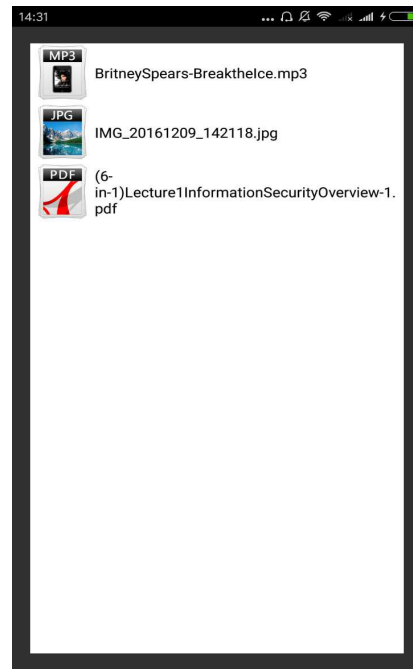 14:31
...
MP3
BritneySpears-BreaktheIce.mp3
JPG
IMG_20161209_142118.jpg
PDF
(6-
in-1)Lecture1InformationSecurityOverview-1.
pdf